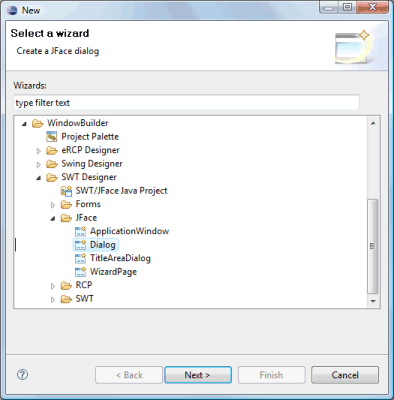 New
Select a wizard
Create a JFace dialog
Wizards:
type filter text
WindowBuilder
Project Palette
eRCP Designer
Swing Designer
SWT Designer
SWT/JFace Java Project
Forms
JFace
ApplicationWindow
Dialog
TitleAreaDialog
WizardPage
RCP
SWT
?
< Back
Next >
Finish
Cancel